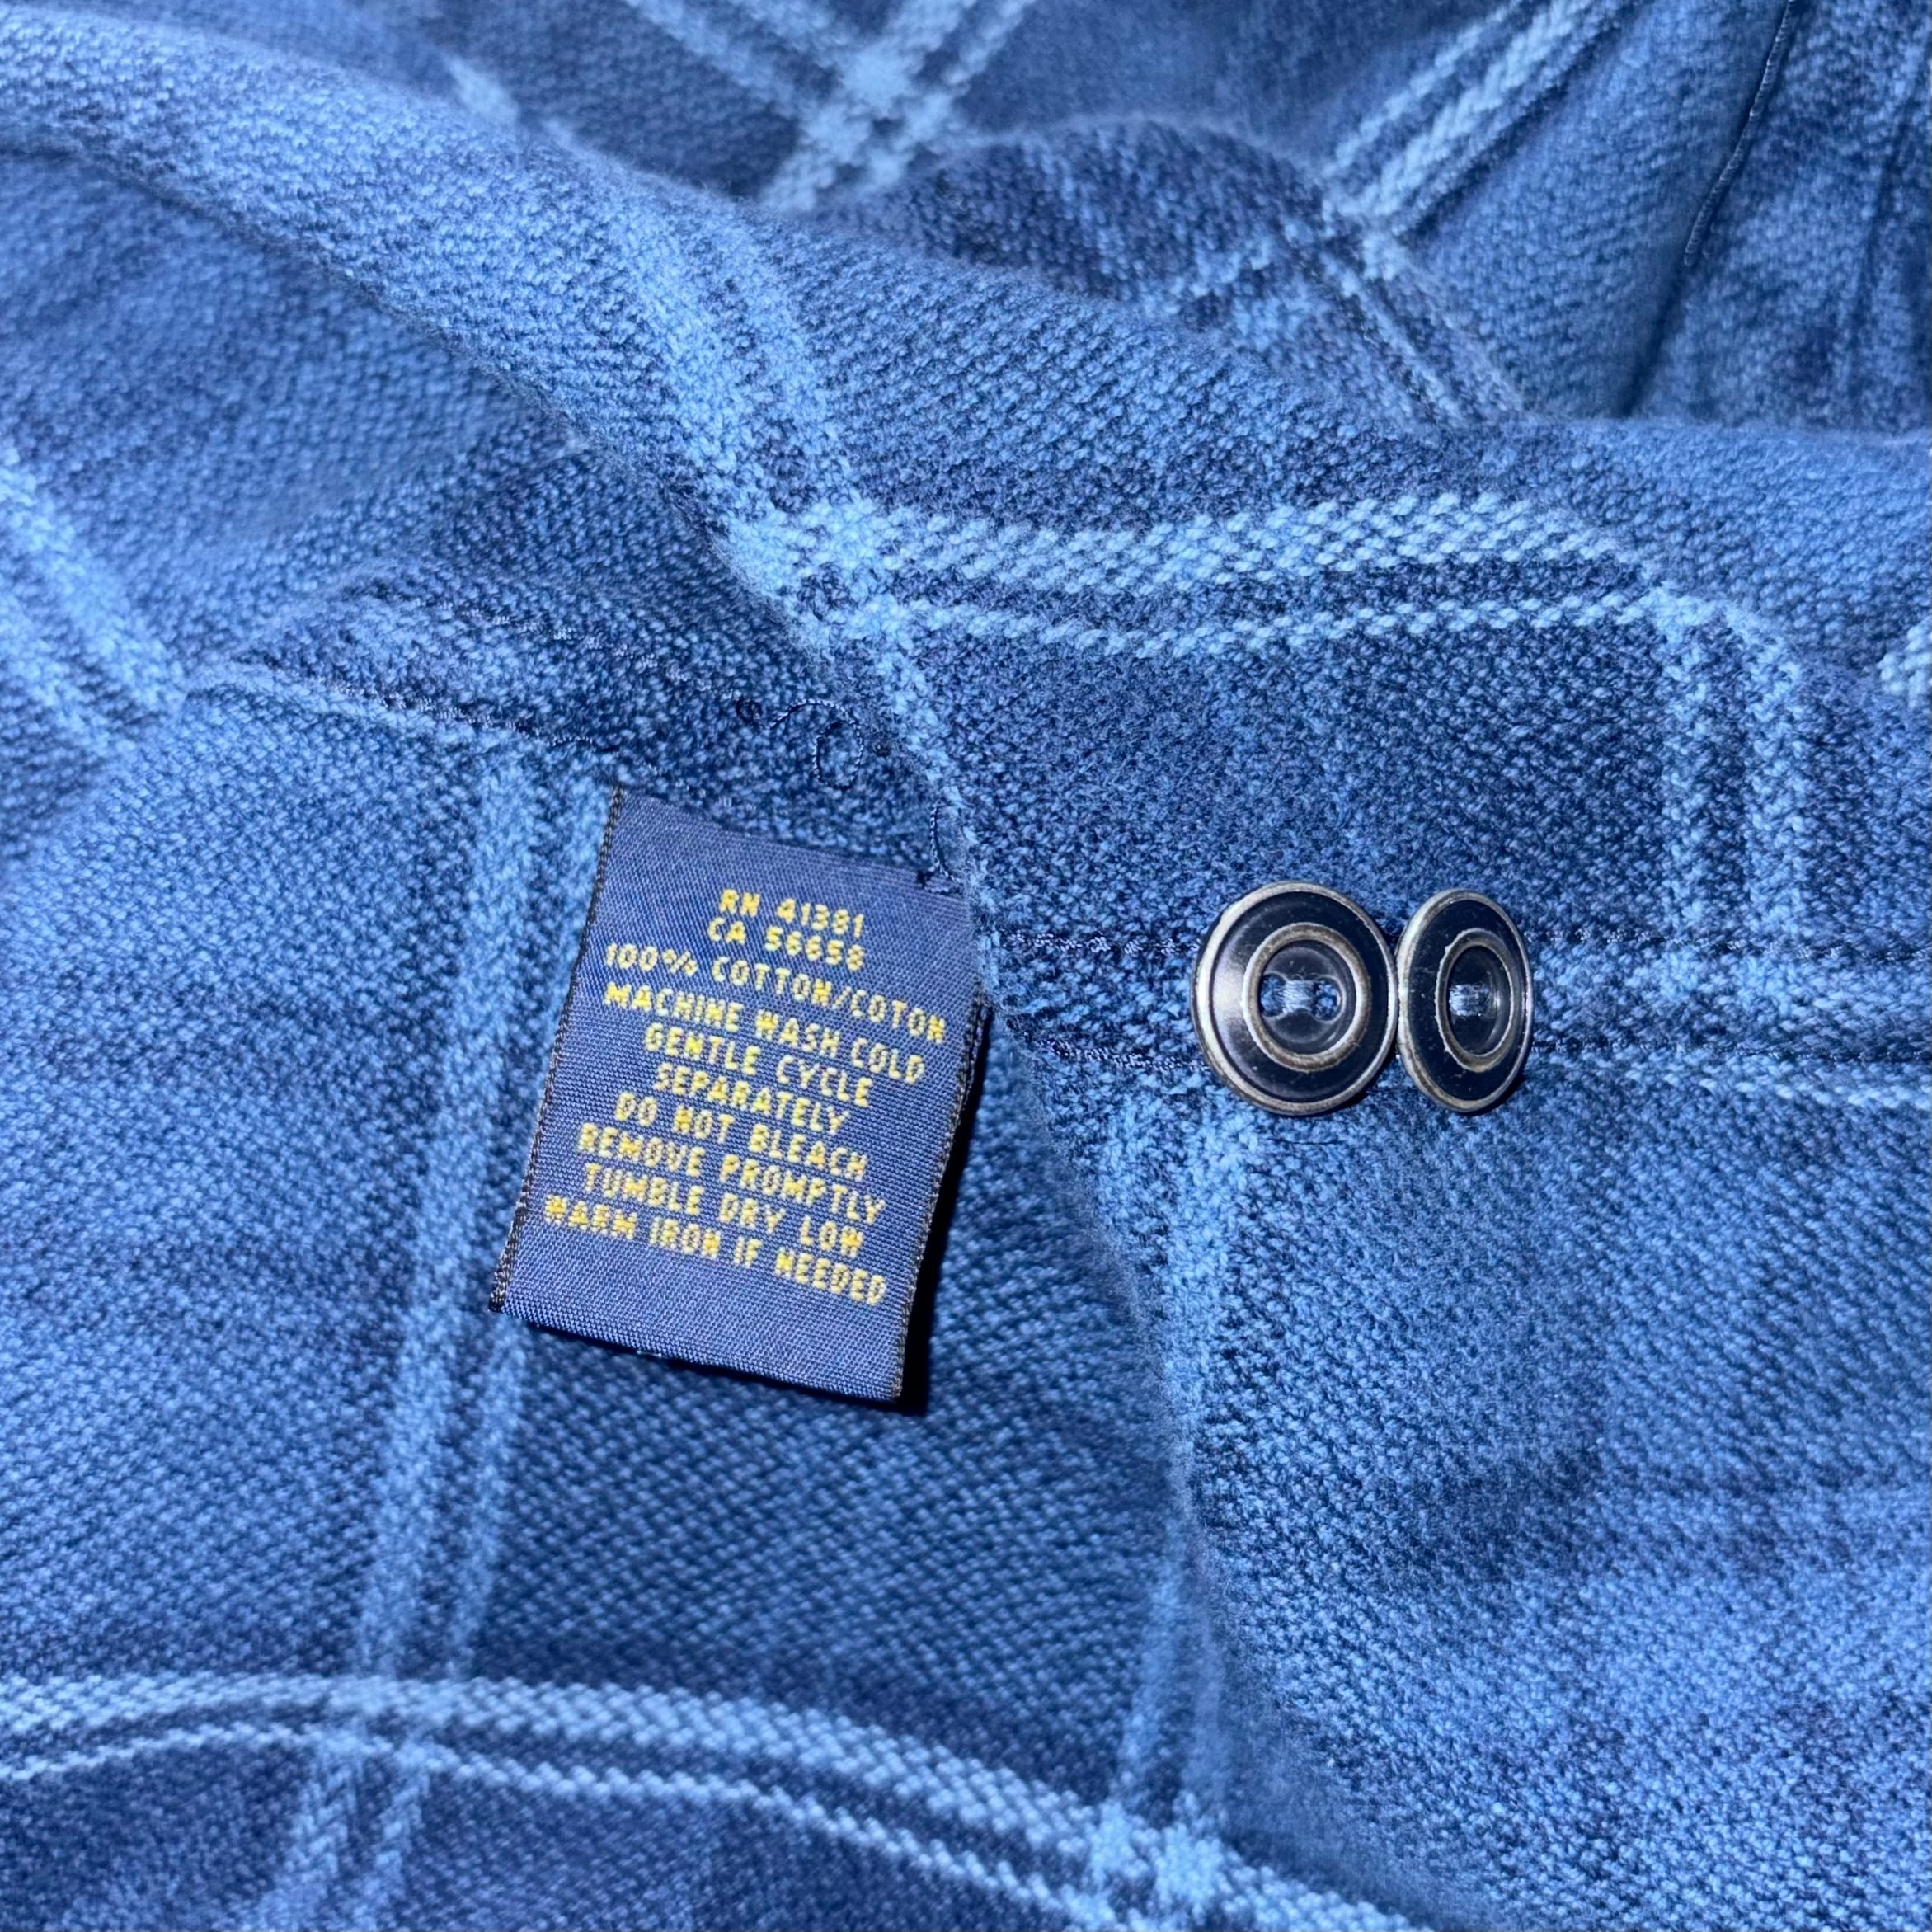 RN 41381
CA 56658
100% COTTON/COTON
MACHINE WASH COLD
GENTLE CYCLE
SEPARATELY
DO NOT BLEACH
REMOVE PROMPTLY
TUMBLE DRY LOW
WARM IRON IF NEEDED